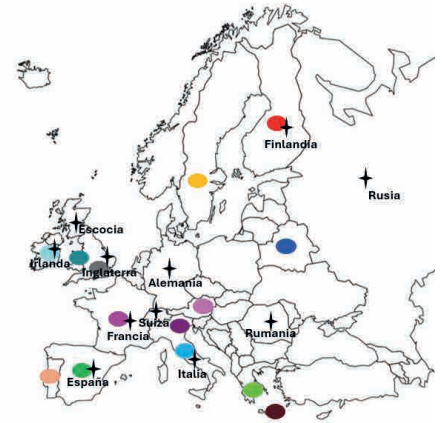 Finlandia
Rusia
Escocia
Irlanda
Inglaterra
Alemania
Suiza
Francia
Rumania
España
Italia